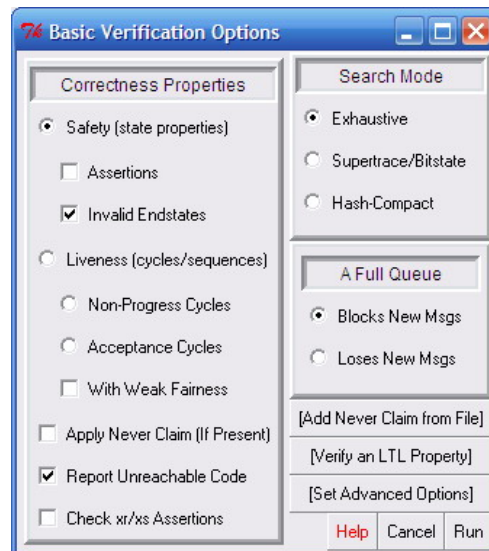 Basic Verification Options
Correctness Properties
Safety (state properties)
Assertions
Invalid Endstates
Liveness (cycles/sequences)
Non-Progress Cycles
Acceptance Cycles
With Weak Fairness
Apply Never Claim (If Present)
Report Unreachable Code
Check xr/xs Assertions
Search Mode
Exhaustive
Supertrace/Bitstate
Hash-Compact
A Full Queue
Blocks New Msgs
Loses New Msgs
[Add Never Claim from File]
[Verify an LTL Property]
[Set Advanced Options]
Help Cancel Run